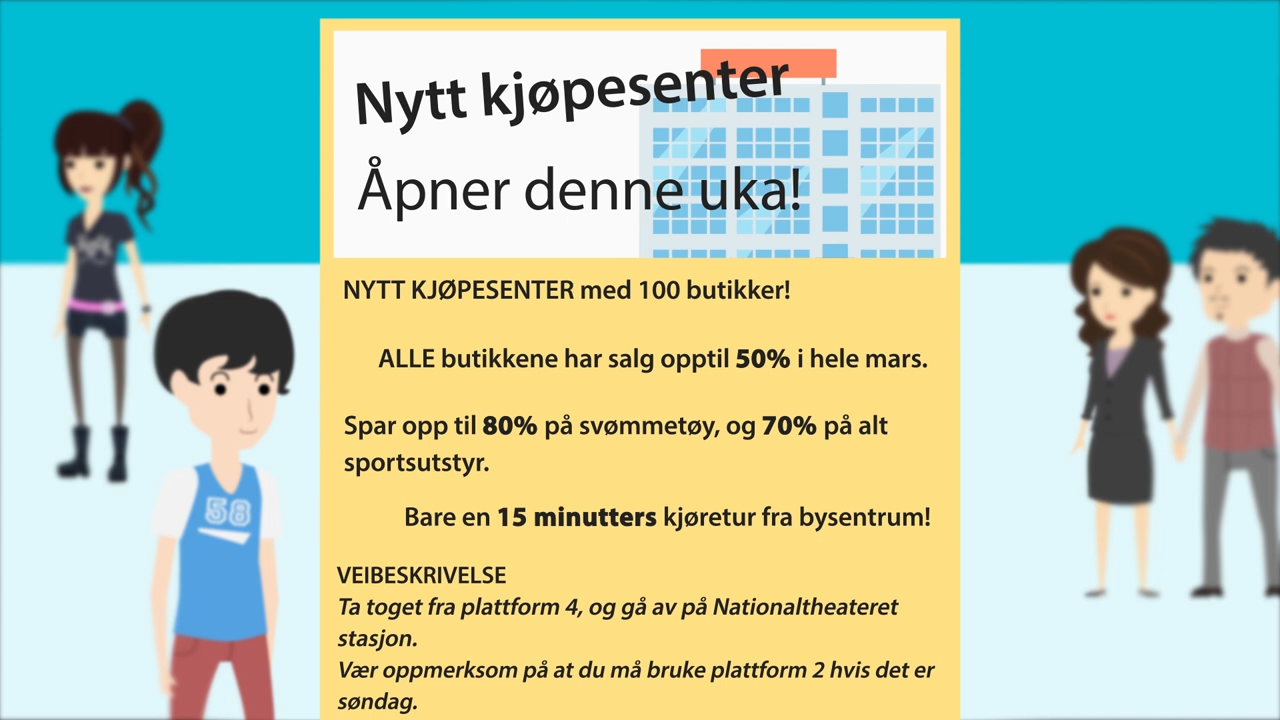 Nytt kjøpesenter
Åpner denne uka!
NYTT KJØPESENTER med 100 butikker!
ALLE butikkene har salg opptil 50% i hele mars.
Spar opp til 80% på svømmetøy, og 70% på alt
sportsutstyr.
Bare en 15 minutters kjøretur fra bysentrum!
VEIBESKRIVELSE
Ta toget fra plattform 4, og gå av på Nationaltheateret
stasjon.
Vær oppmerksom på at du må bruke plattform 2 hvis det er
søndag.
58